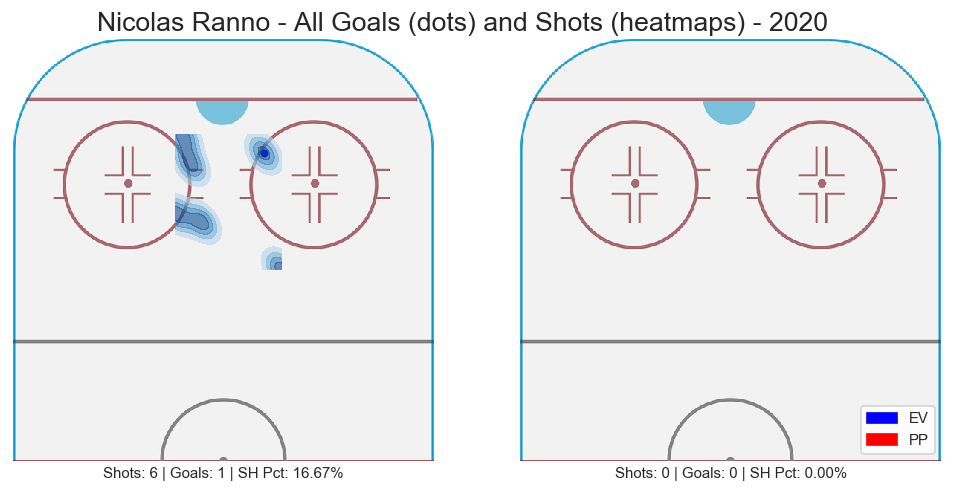 Nicolas Ranno - All Goals (dots) and Shots (heatmaps) - 2020
EV
PP
Shots: 6 | Goals: 1 | SH Pct: 16.67%
Shots: 0 | Goals: 0 | SH Pct: 0.00%